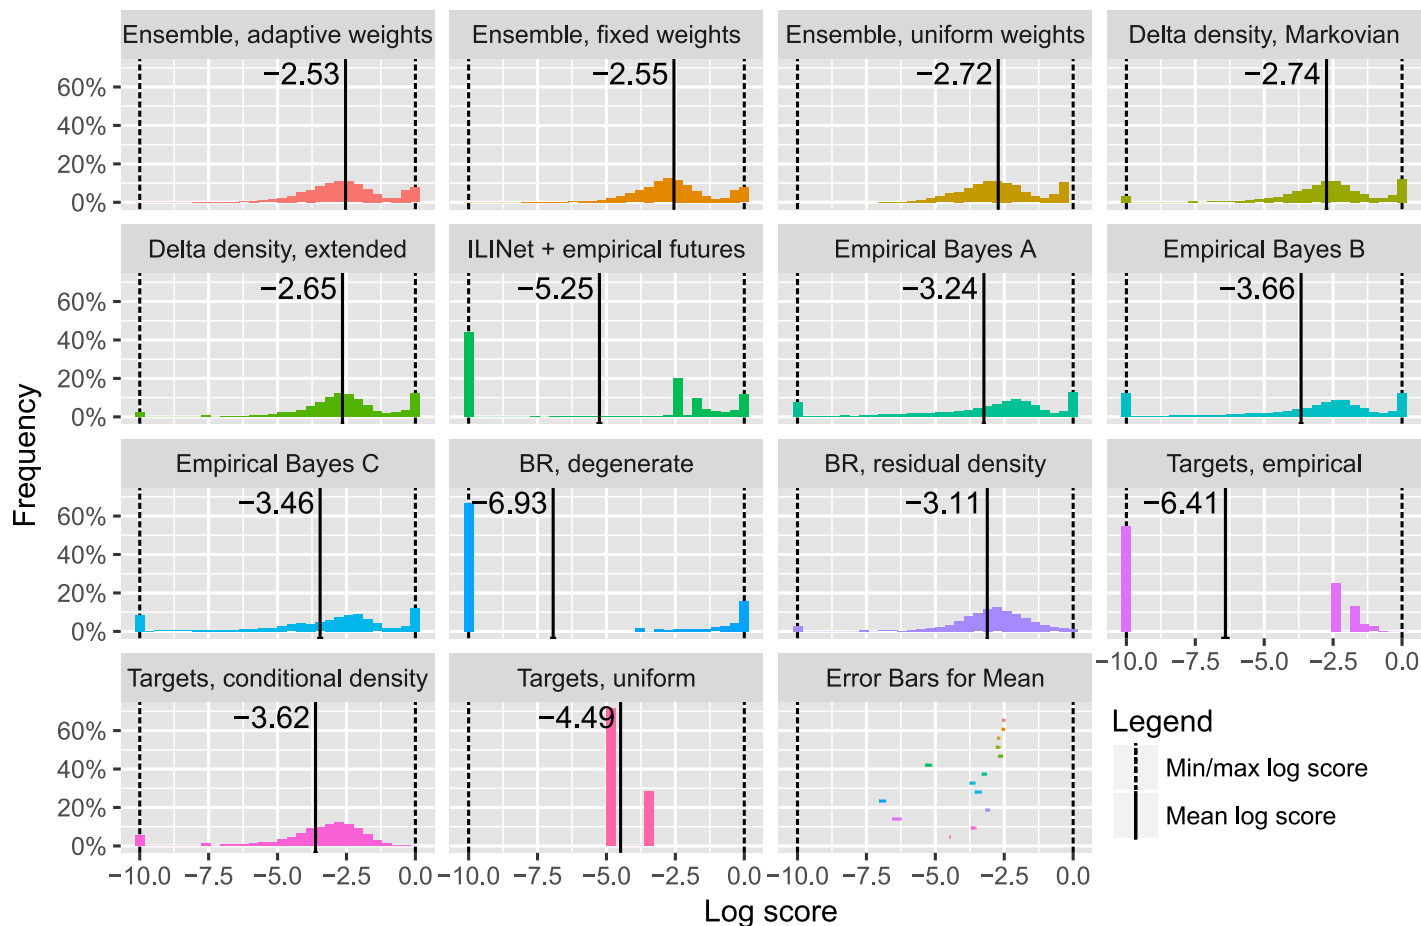 Ensemble, adaptive weights
Ensemble, fixed weights
Ensemble, uniform weights
Delta density, Markovian
−2.53
−2.55
−2.72
−2.74
60%
40%
20%
0%
Delta density, extended
ILINet + empirical futures
Empirical Bayes A
Empirical Bayes B
−2.65
−5.25
−3.24
−3.66
60%
40%
20%
0%
Frequency
Empirical Bayes C
BR, degenerate
BR, residual density
Targets, empirical
−3.46
−6.93
−3.11
−6.41
60%
40%
20%
0%
−10.0 −7.5 −5.0 −2.5 0.0
Targets, conditional density
Targets, uniform
Error Bars for Mean
−3.62
−4.49
60%
40%
20%
0%
−10.0 −7.5 −5.0 −2.5 0.0
−10.0 −7.5 −5.0 −2.5 0.0
−10.0 −7.5 −5.0 −2.5 0.0
Log score
Legend
Min/max log score
Mean log score